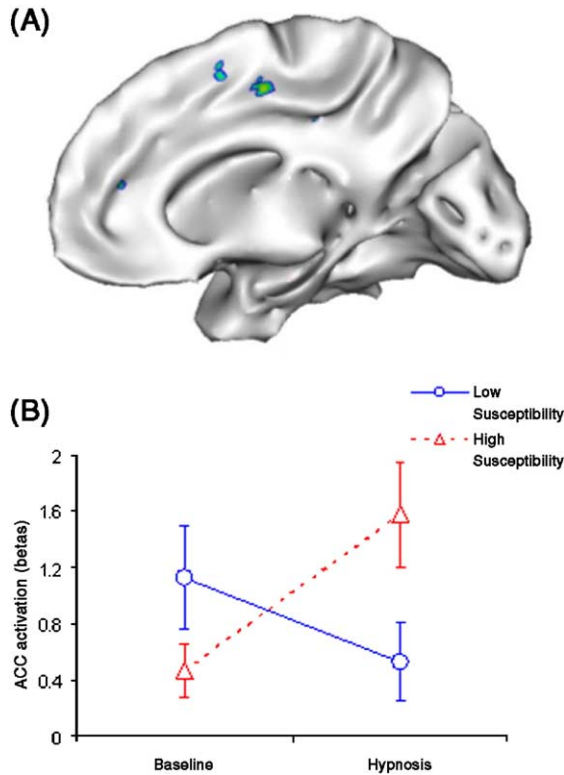 (A)
(B)
Low
Susceptibility
High
Susceptibility
2
1.6
1.2
0.8
0.4
0
ACC activation (betas)
Baseline
Hypnosis